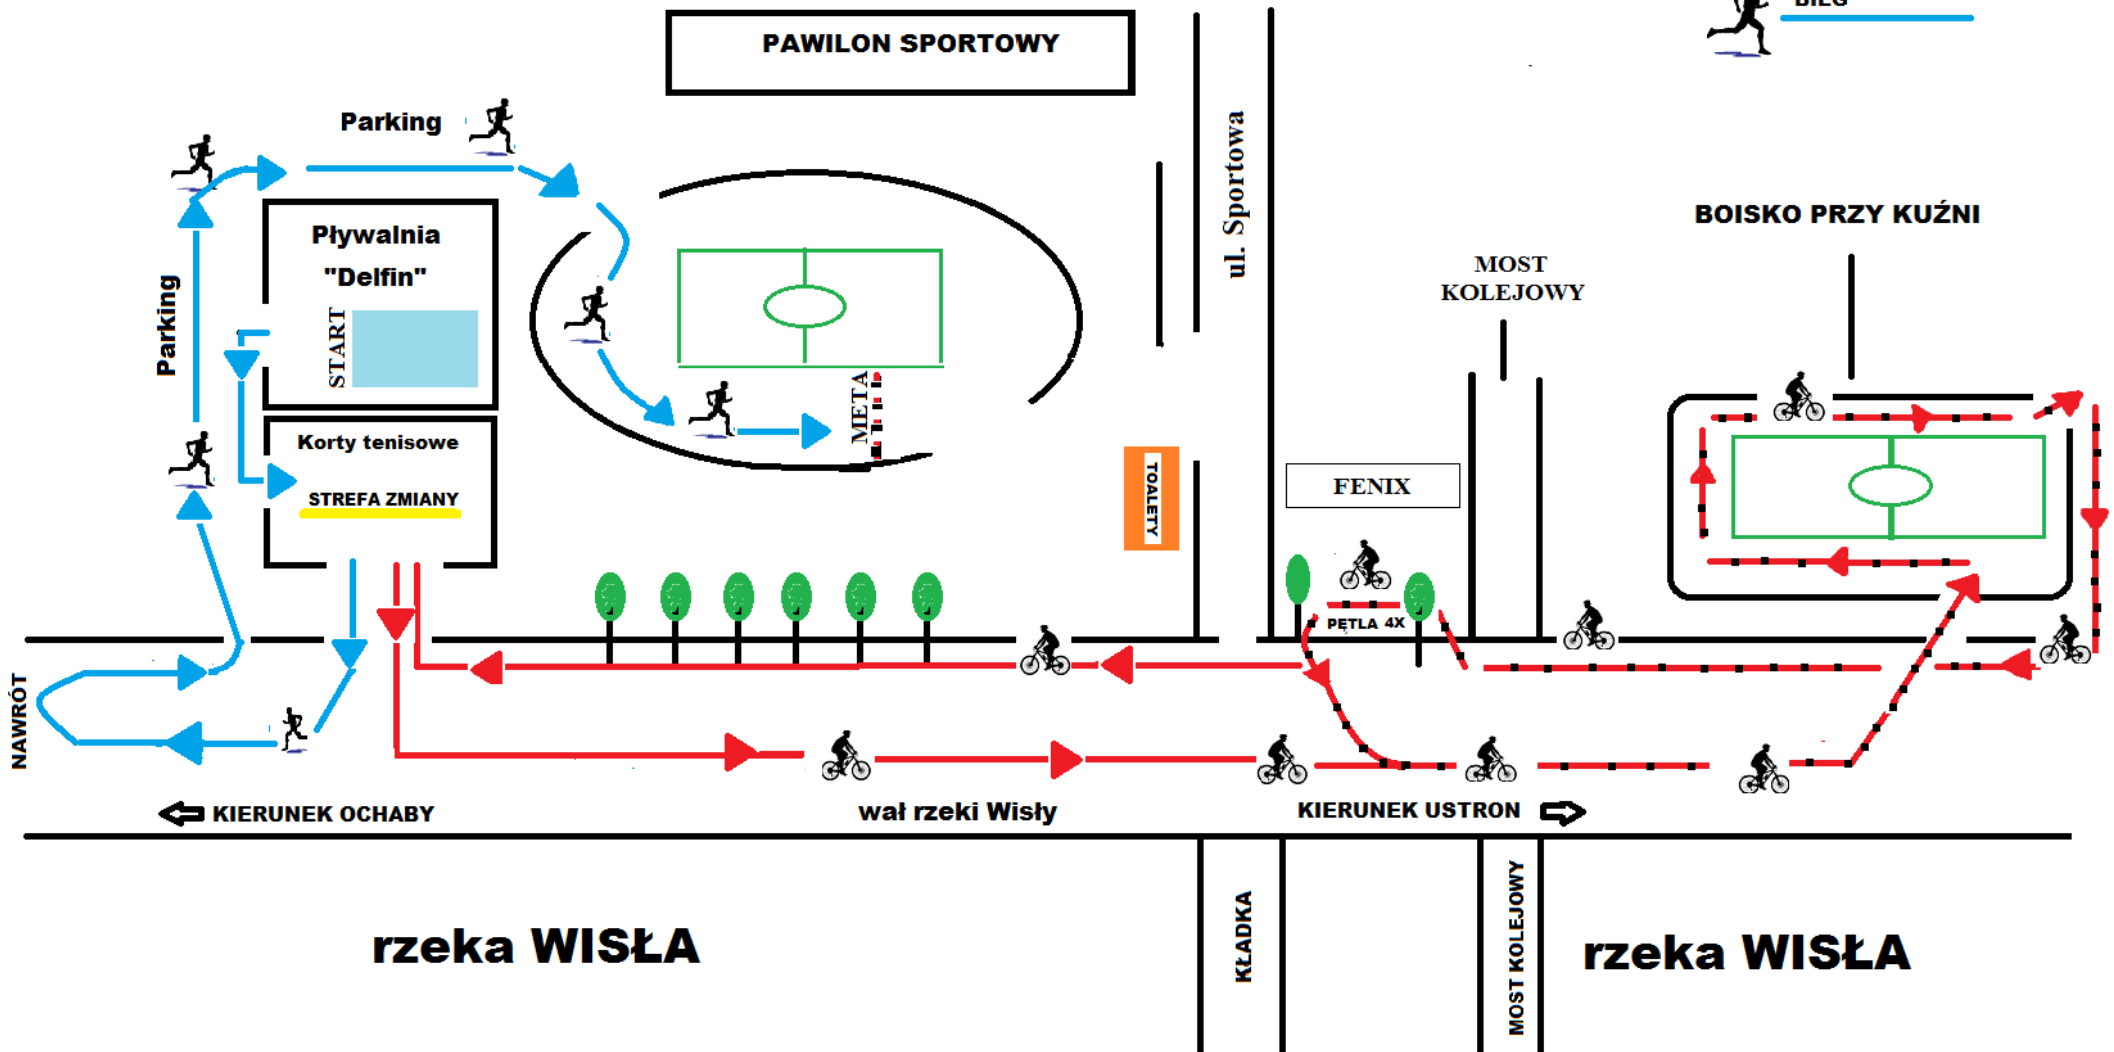 BIEG
PAWILON SPORTOWY
Parking
ul. Sportowa
BOISKO PRZY KUŹNI
Pływalnia
"Delfin"
START
Parking
MOST
KOLEJOWY
META
Korty tenisowe
STREFA ZMIANY
TOALETY
FENIX
PĘTLA 4X
NAWRÓT
KIERUNEK OCHABY
wał rzeki Wisły
KIERUNEK USTRON
rzeka WISŁA
KŁADKA
MOST KOLEJOWY
rzeka WISŁA